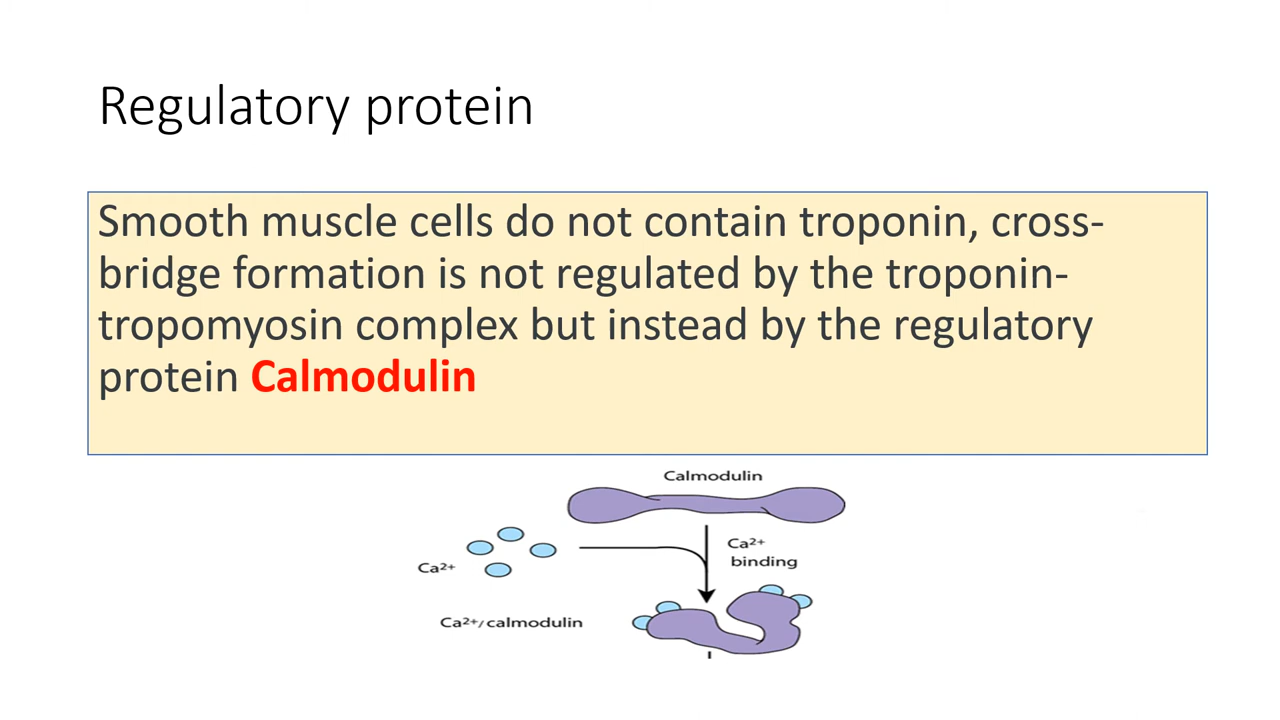 Regulatory protein
Smooth muscle cells do not contain troponin, cross-
bridge formation is not regulated by the troponin-
tropomyosin complex but instead by the regulatory
protein Calmodulin
Calmodulin
Ca²⁺
binding
Ca²⁺
Ca²⁺/calmodulin